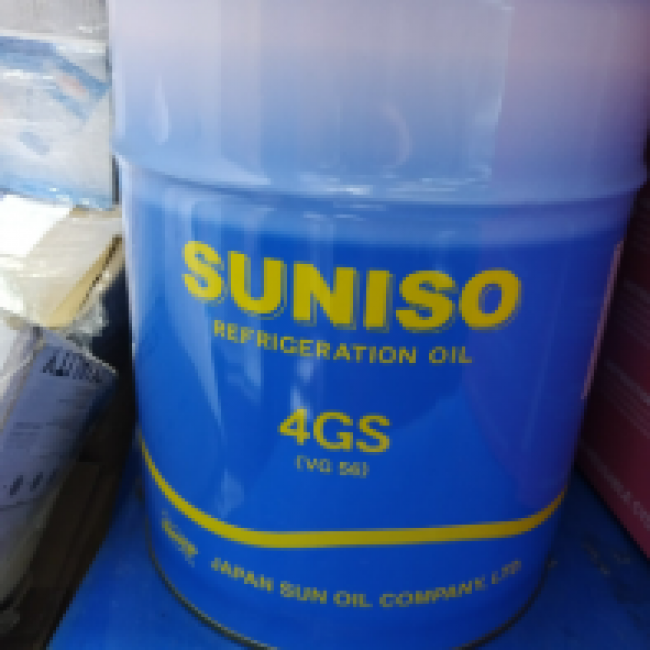 SUNISO
REFRIGERATION OIL
4GS
(VG 56)
JAPAN SUN OIL COMPANY, LTD.